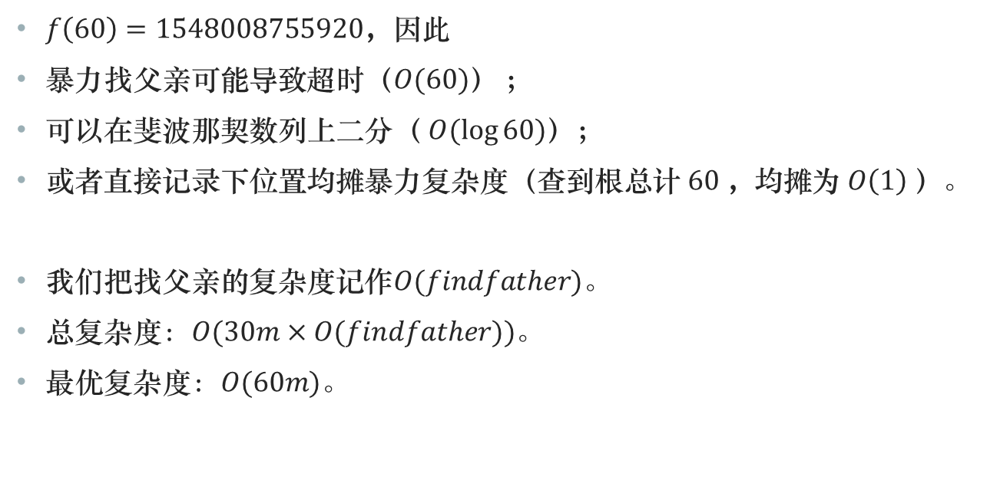 • f(60) = 1548008755920，因此
• 暴力找父亲可能导致超时（O(60)）；
• 可以在斐波那契数列上二分（ O(log 60)）；
• 或者直接记录下位置均摊暴力复杂度（查到根总计 60 ，均摊为 O(1) ）。
• 我们把找父亲的复杂度记作O(findfather)。
• 总复杂度：O(30m × O(findfather))。
• 最优复杂度：O(60m)。